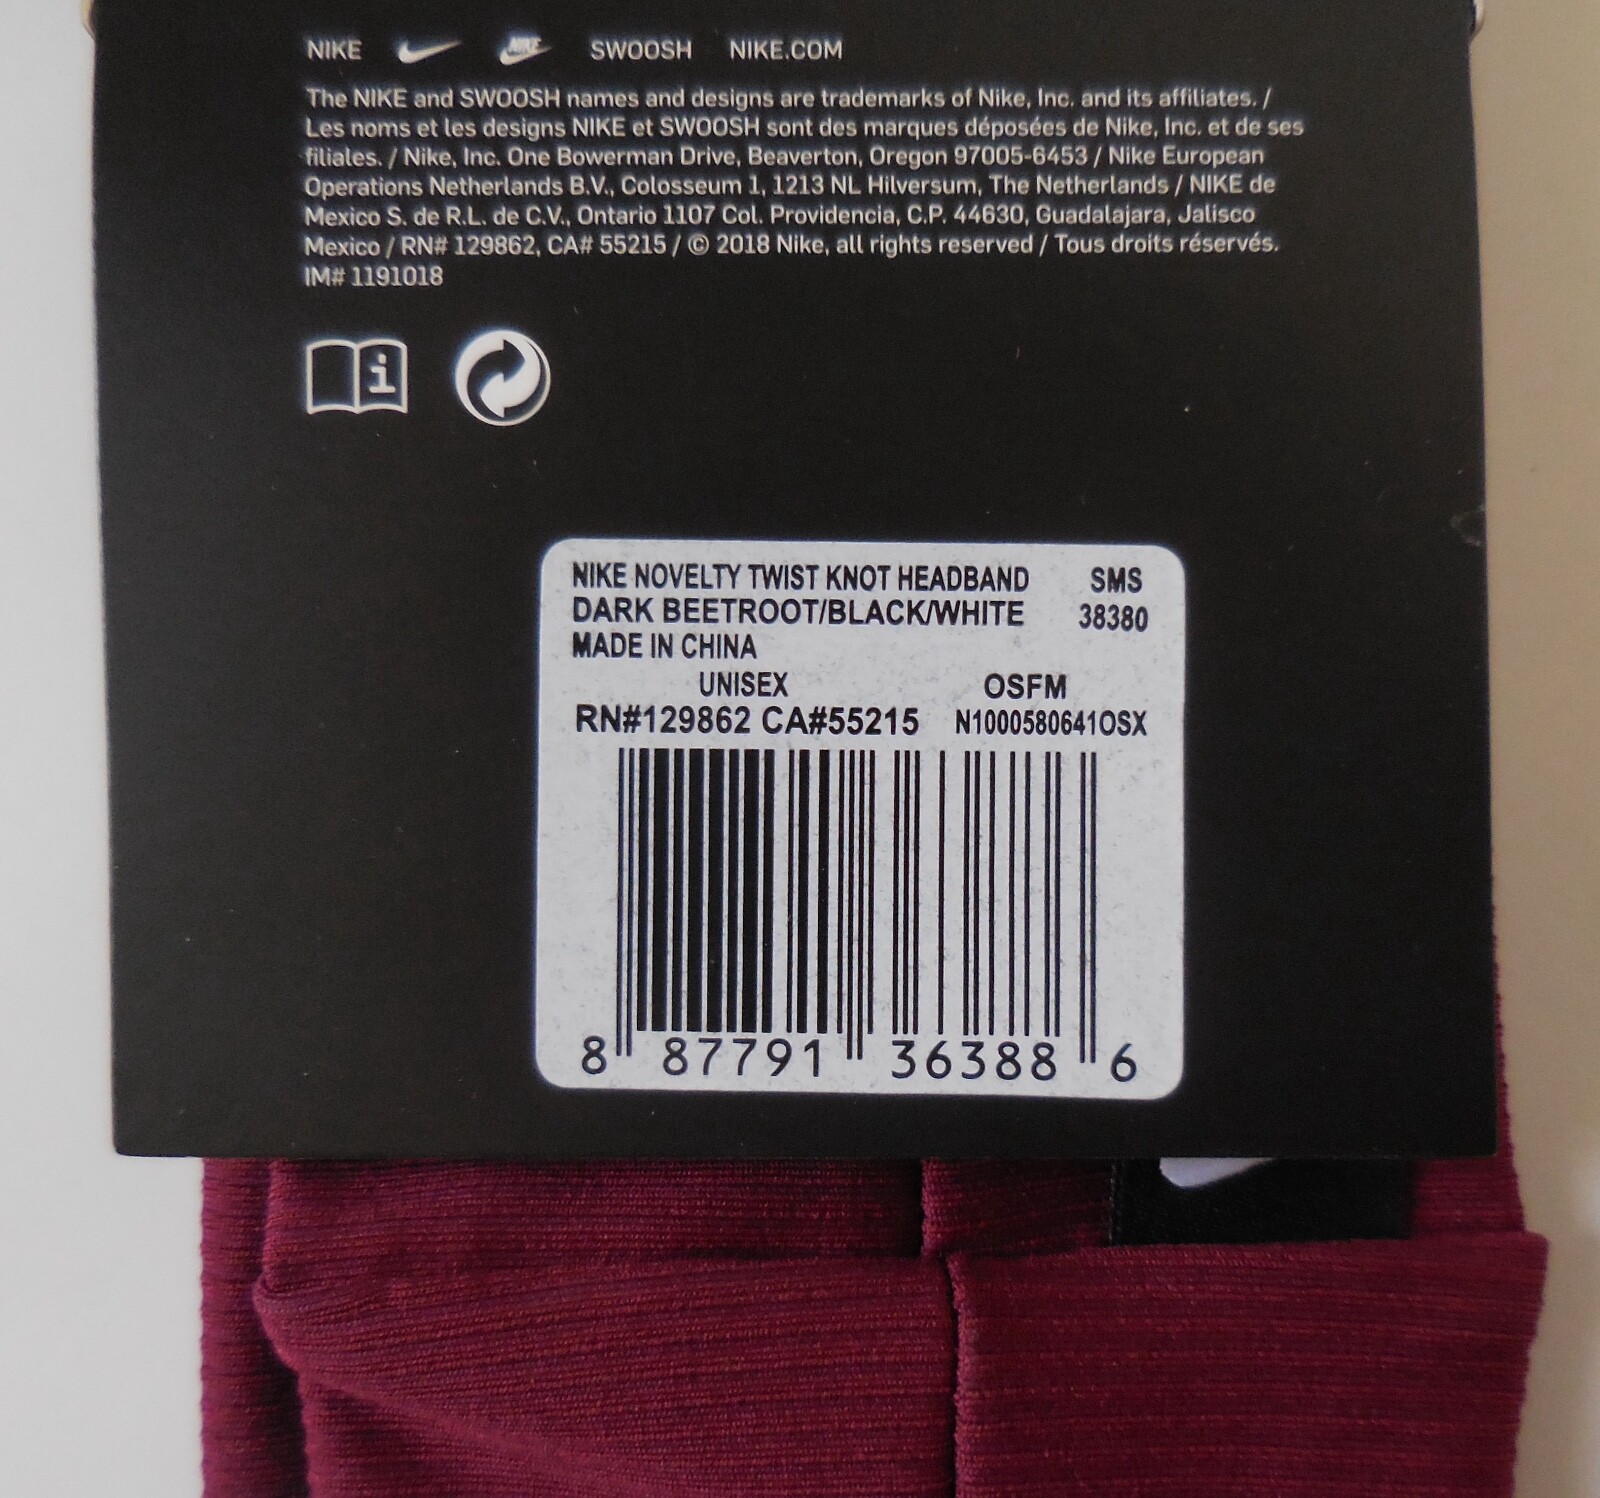 NIKE NIKE SWOOSH NIKE.COM
The NIKE and SWOOSH names and designs are trademarks of Nike, Inc. and its affiliates. /
Les noms et les designs NIKE et SWOOSH sont des marques déposées de Nike, Inc. et de ses
filiales. / Nike, Inc. One Bowerman Drive, Beaverton, Oregon 97005-6453 / Nike European
Operations Netherlands B.V., Colosseum 1, 1213 NL Hilversum, The Netherlands / NIKE de
Mexico S. de R.L. de C.V., Ontario 1107 Col. Providencia, C.P. 44630, Guadalajara, Jalisco
Mexico / RN# 129862, CA# 55215 / © 2018 Nike, all rights reserved / Tous droits réservés.
IM# 1191018
i
NIKE NOVELTY TWIST KNOT HEADBAND SMS
DARK BEETROOT/BLACK/WHITE 38380
MADE IN CHINA
UNISEX OSFM
RN#129862 CA#55215 N1000580641OSX
8 87791 36388 6